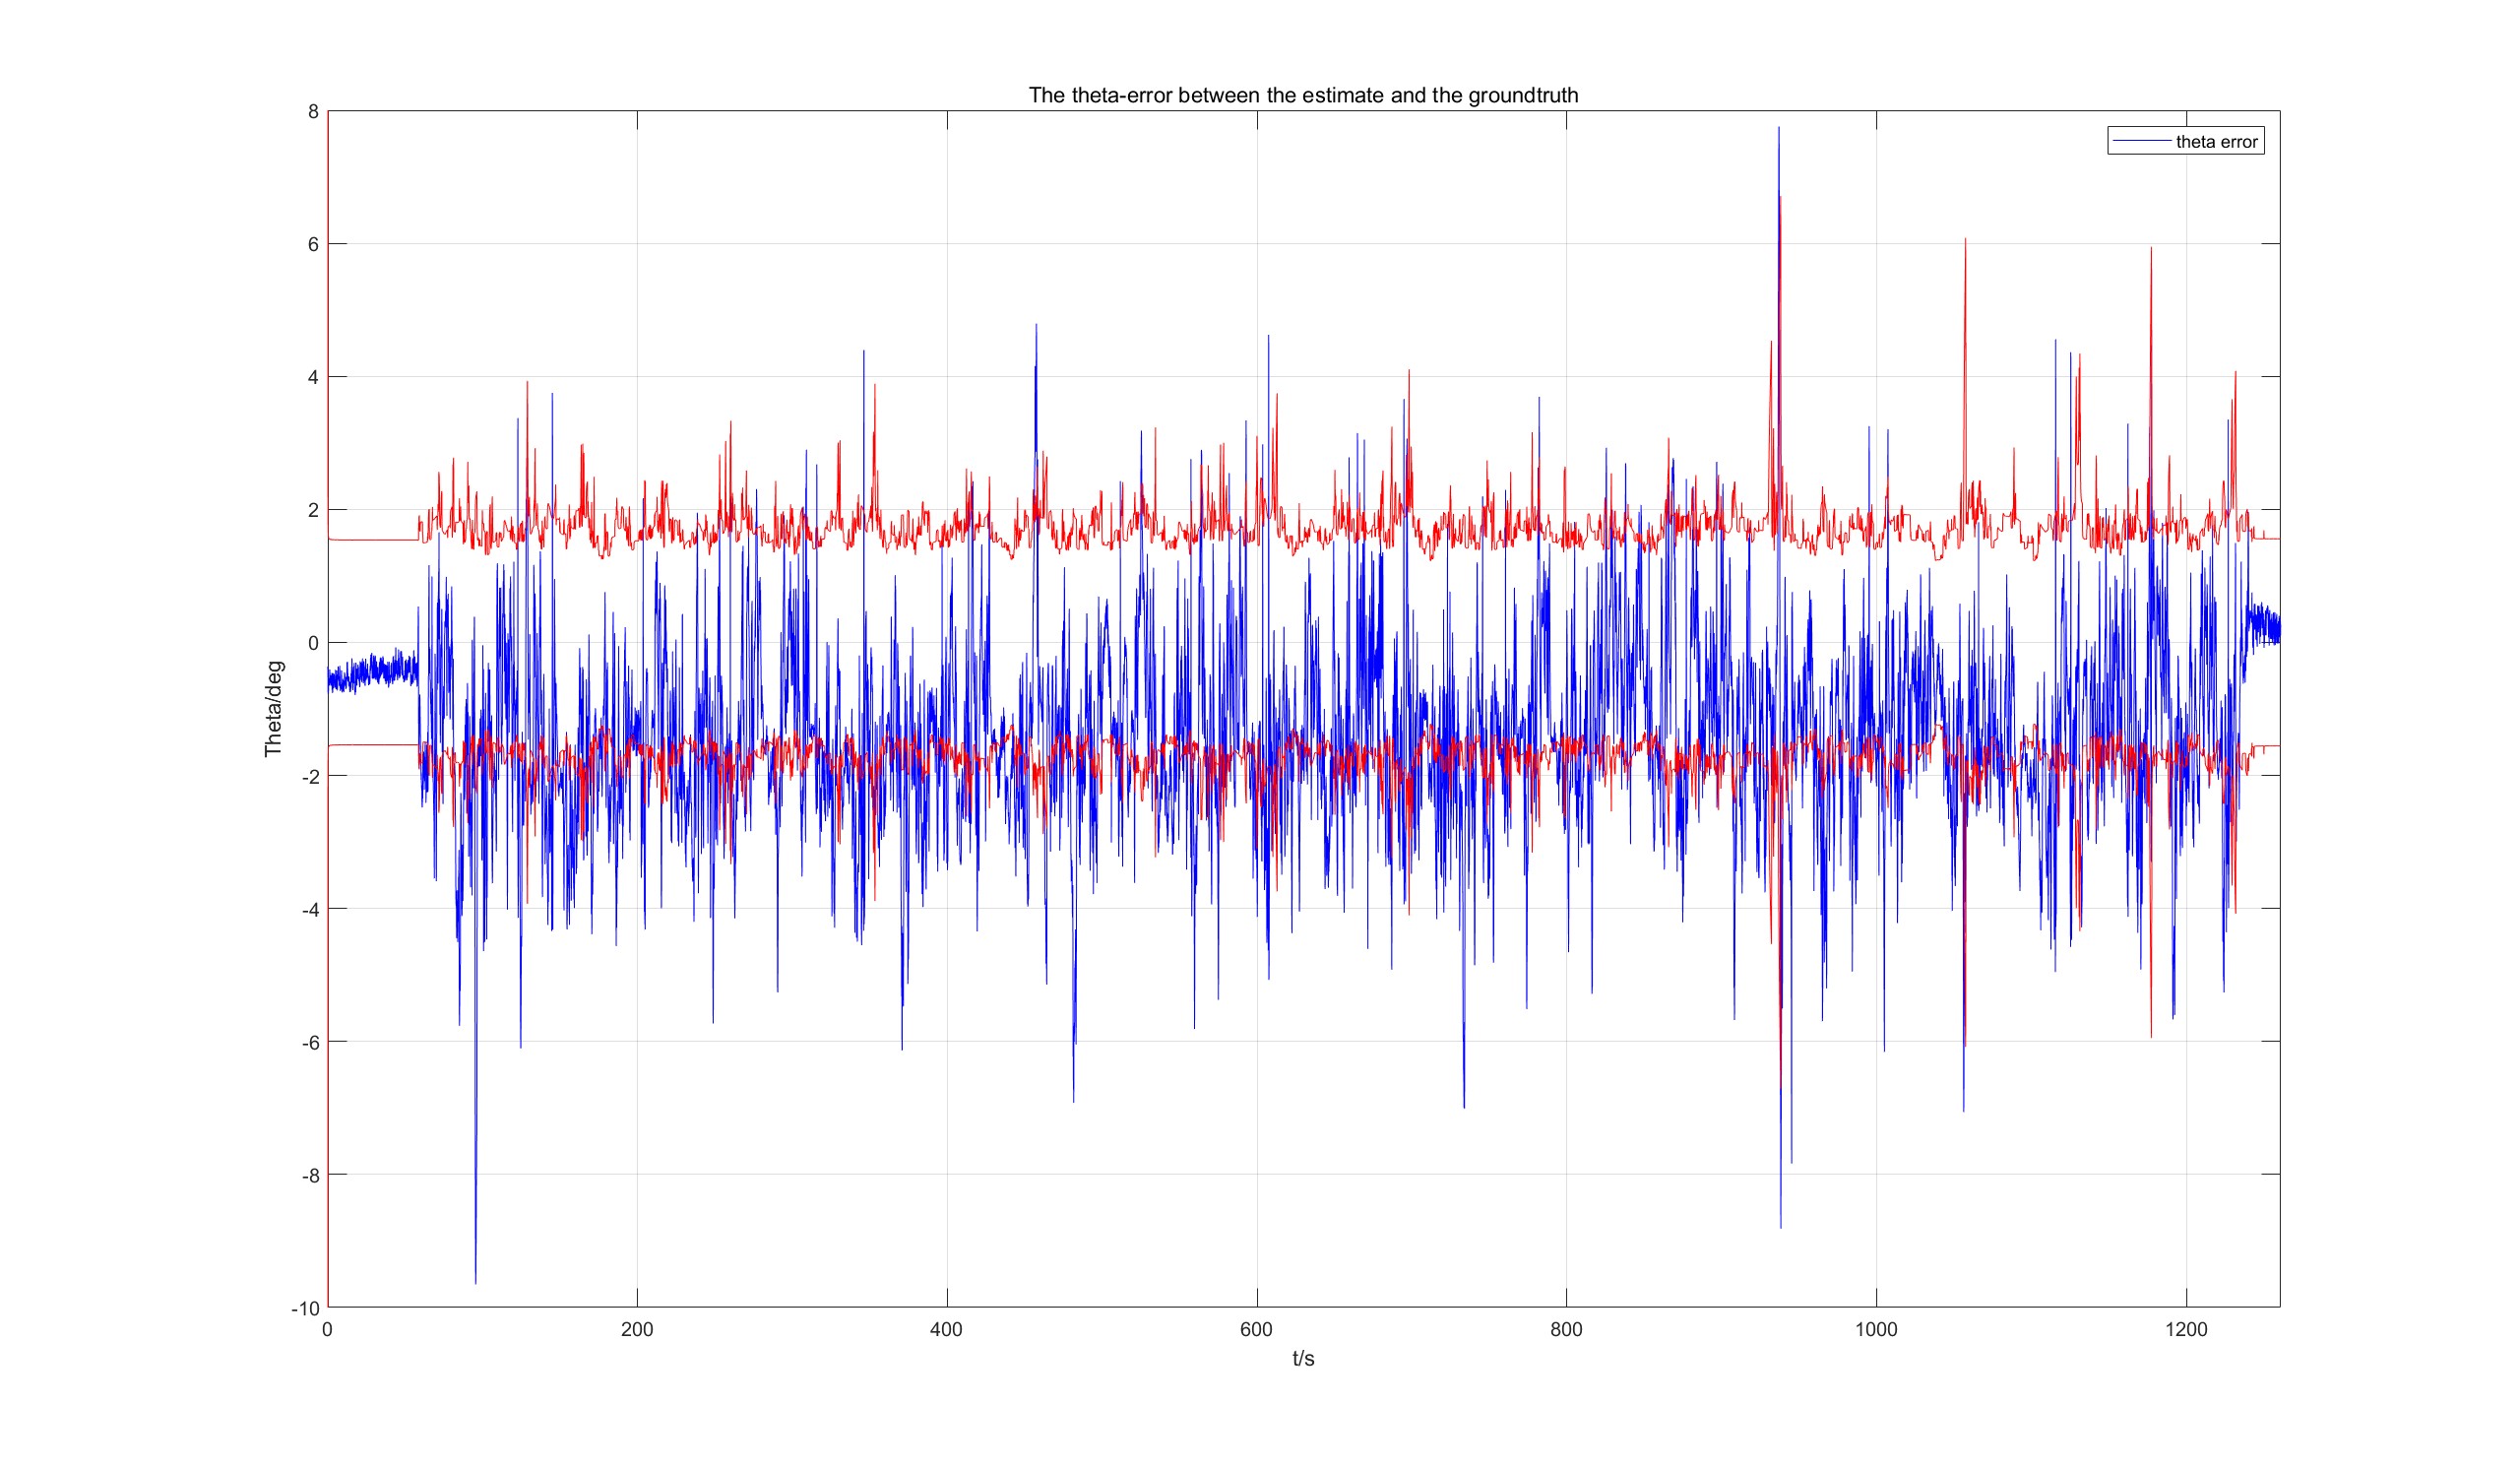 The theta-error between the estimate and the groundtruth
theta error
8
6
4
2
0
-2
-4
-6
-8
-10
Theta/deg
0 200 400 600 800 1000 1200
t/s